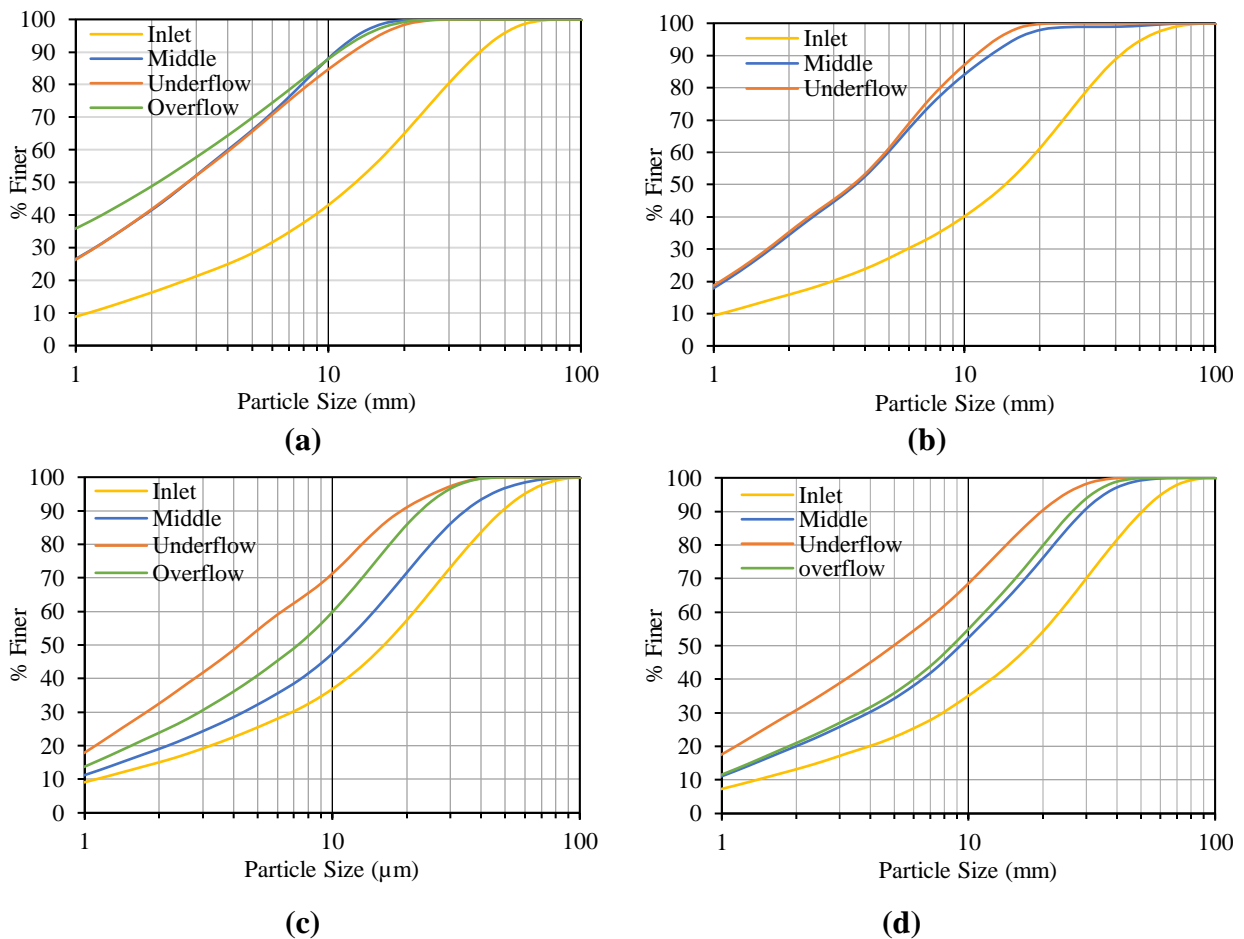 100
90
80
70
60
50
40
30
20
10
0
% Finer
Inlet
Middle
Underflow
Overflow
1 10 100
Particle Size (mm)
(a)
100
90
80
70
60
50
40
30
20
10
0
% Finer
Inlet
Middle
Underflow
1 10 100
Particle Size (mm)
(b)
100
90
80
70
60
50
40
30
20
10
0
% Finer
Inlet
Middle
Underflow
Overflow
1 10 100
Particle Size (µm)
(c)
100
90
80
70
60
50
40
30
20
10
0
% Finer
Inlet
Middle
Underflow
overflow
1 10 100
Particle Size (mm)
(d)